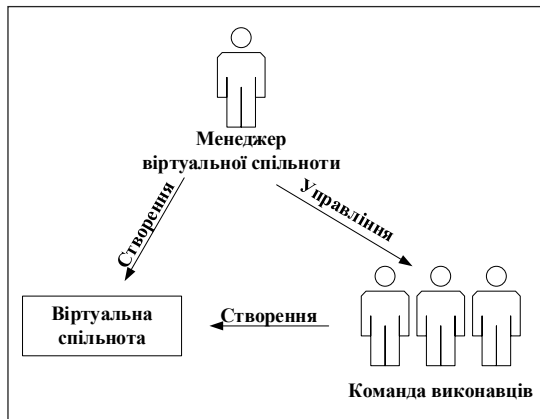 Менеджер
віртуальної спільноти
Створення
Управління
Віртуальна
спільнота
Створення
Команда виконавців